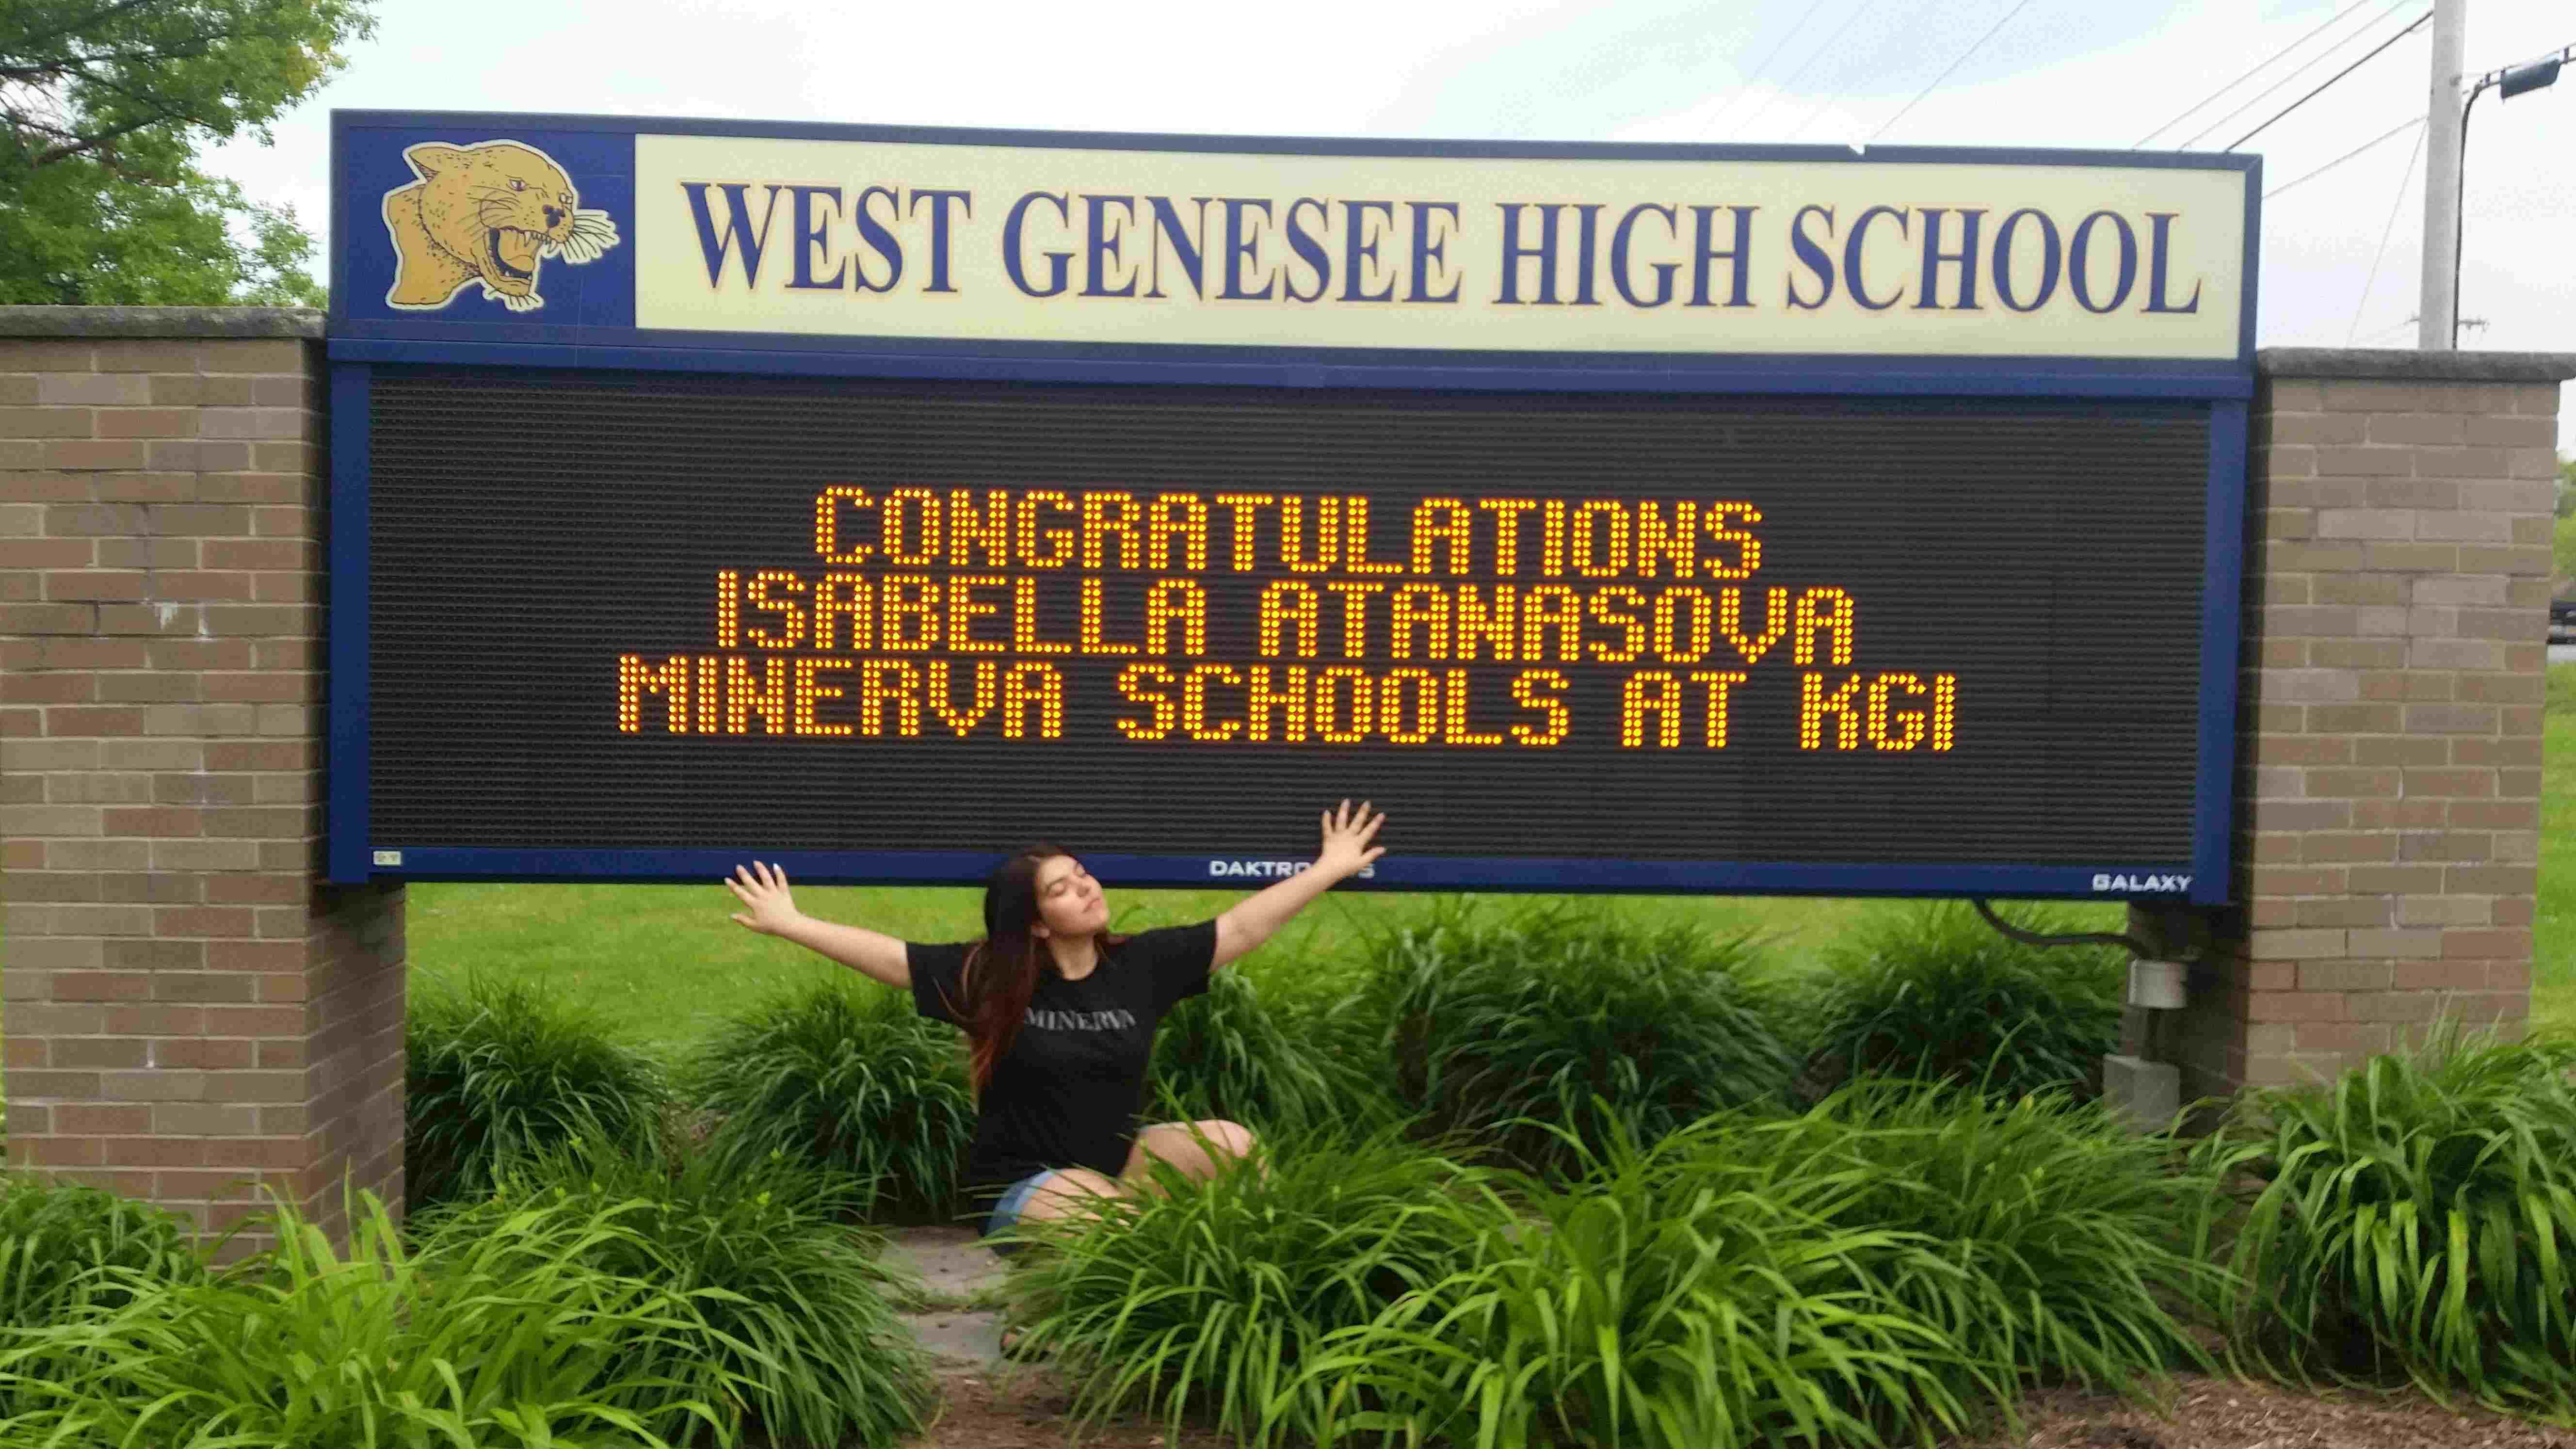 WEST GENESEE HIGH SCHOOL
CONGRATULATIONS
ISABELLA ATANASOVA
MINERVA SCHOOLS AT KGI
GALAXY
MINERVA